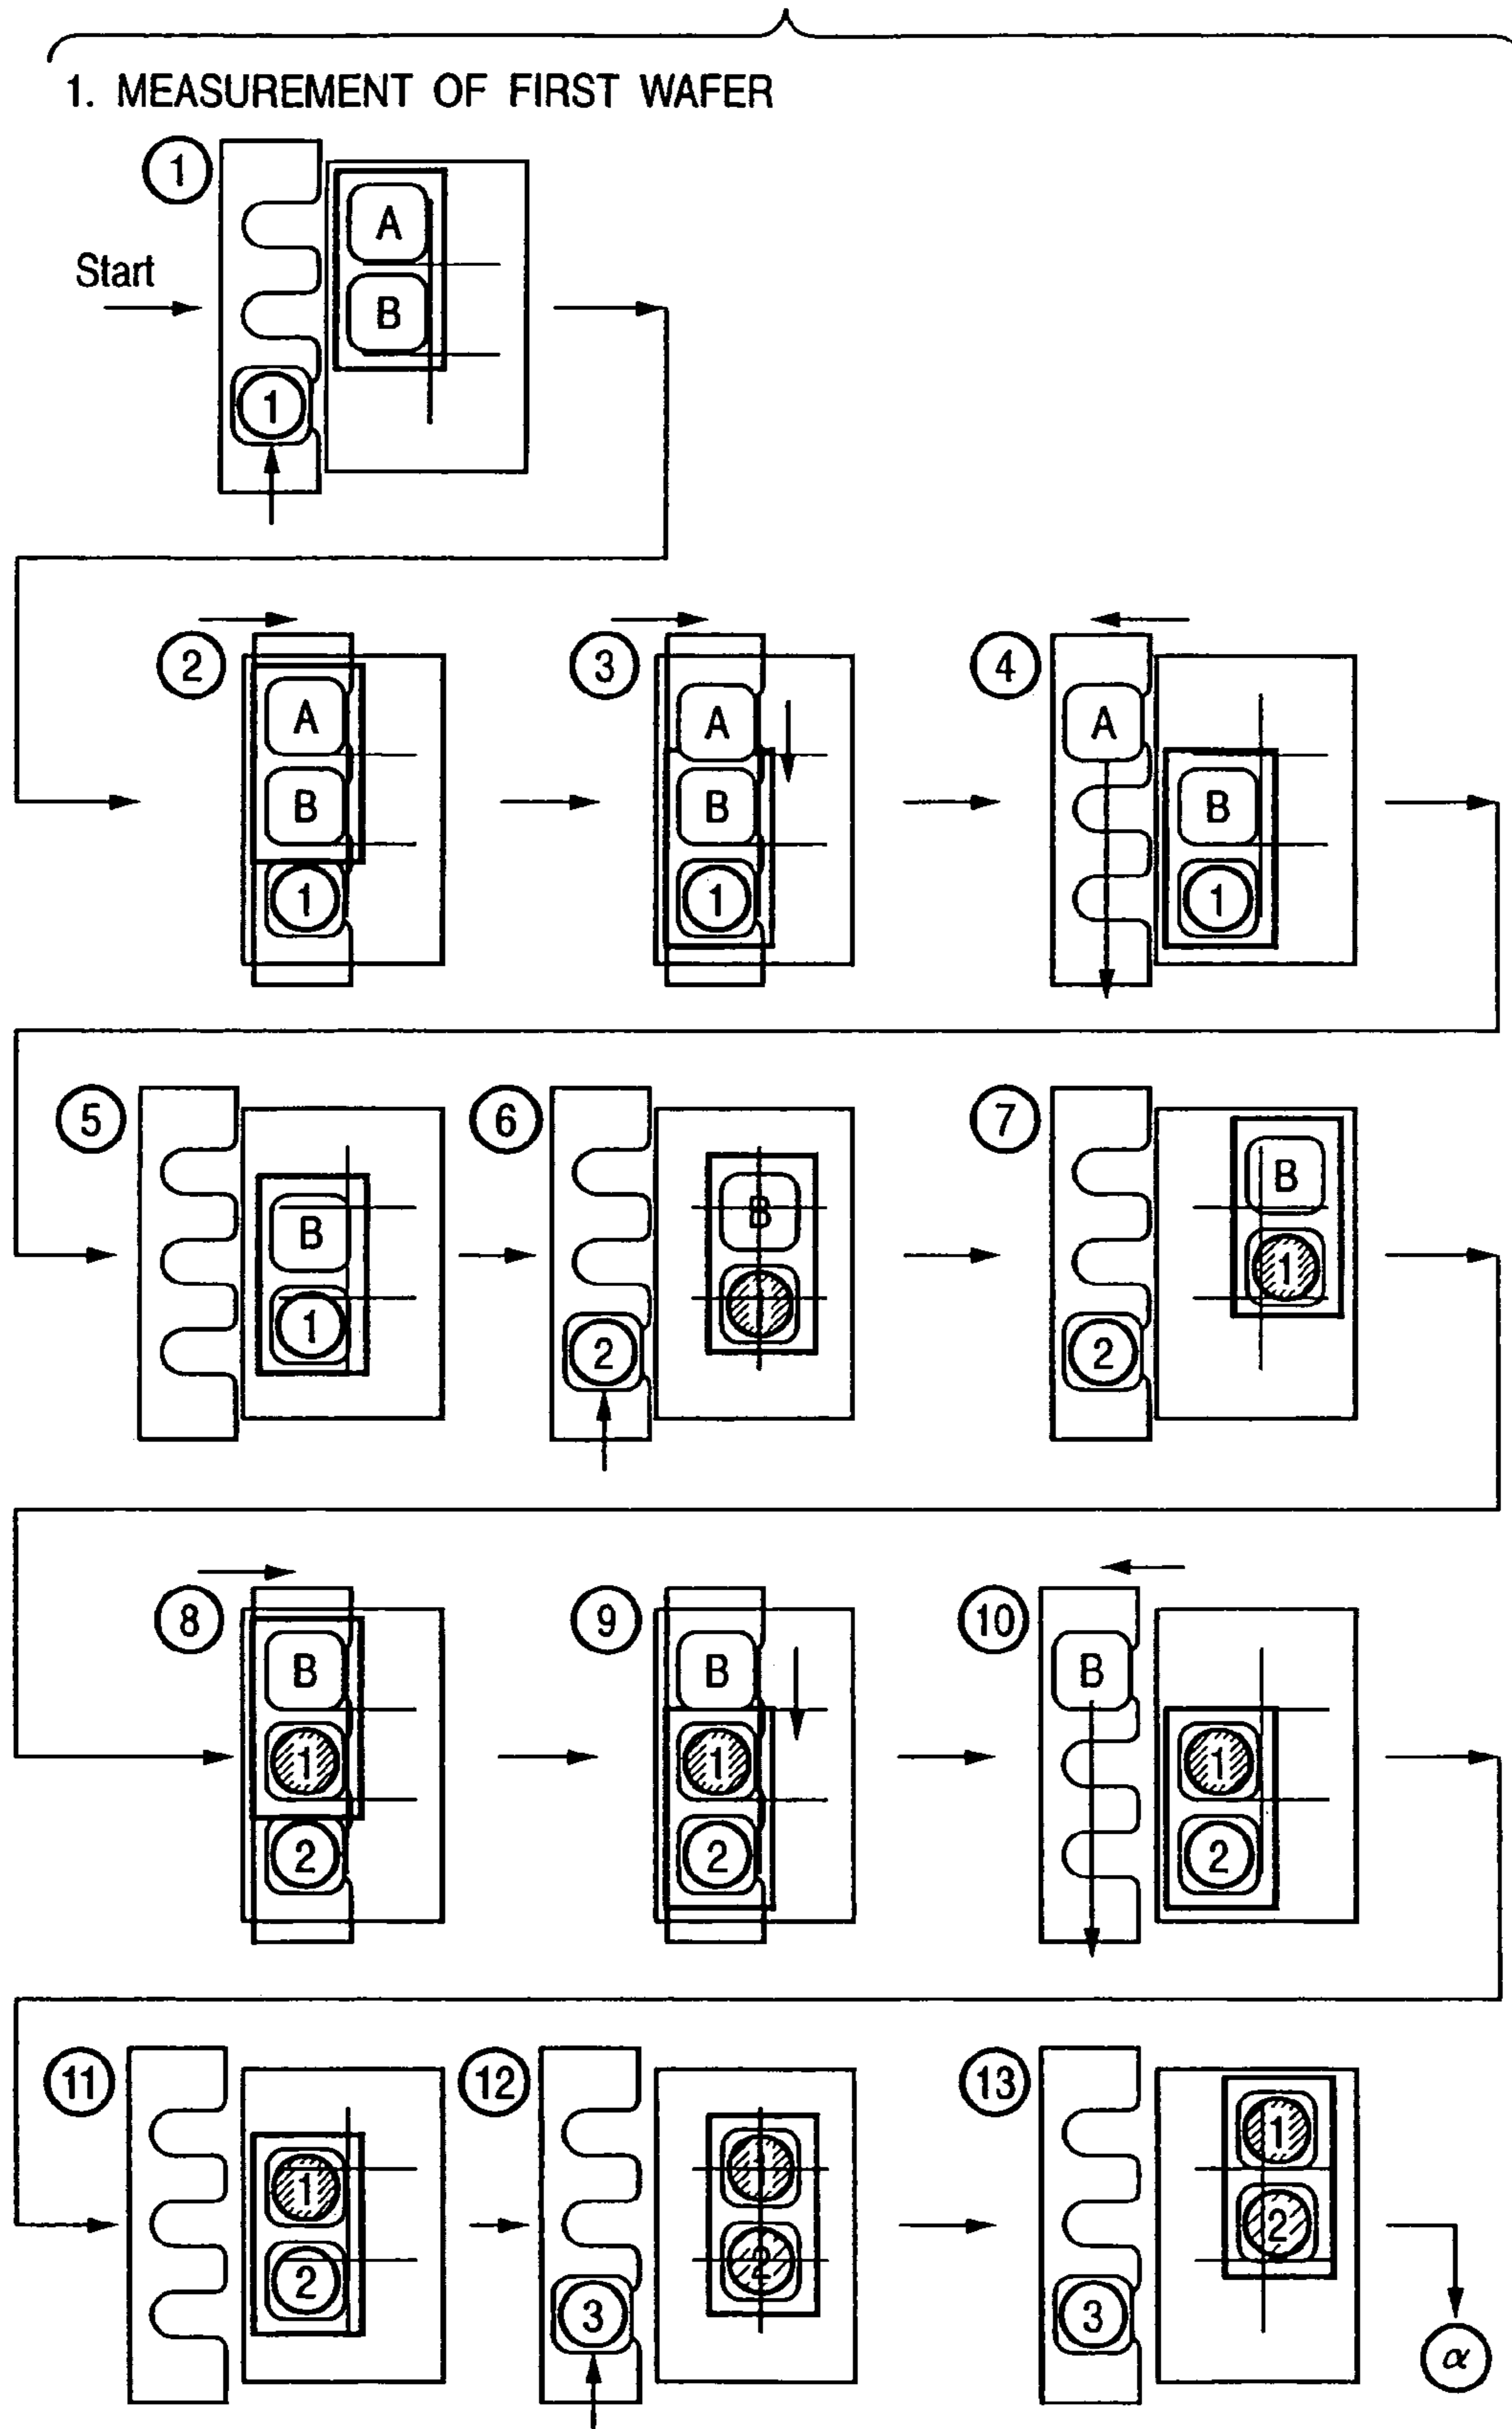 1. MEASUREMENT OF FIRST WAFER
1
A
Start
B
1
2
3
4
A
A
A
B
B
B
1
1
1
5
6
7
B
B
B
1
1
1
2
2
8
9
10
B
B
B
1
1
1
2
2
2
11
12
13
1
1
1
2
2
2
3
3
α